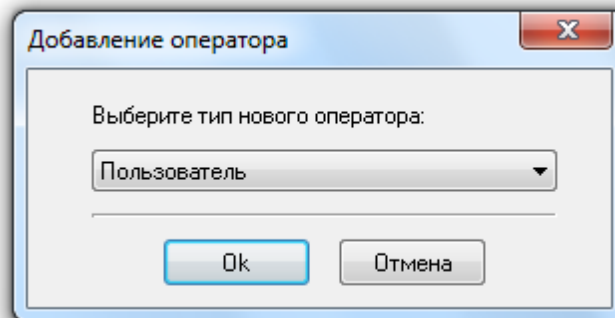 Добавление оператора
Выберите тип нового оператора:
Пользователь
Ok
Отмена